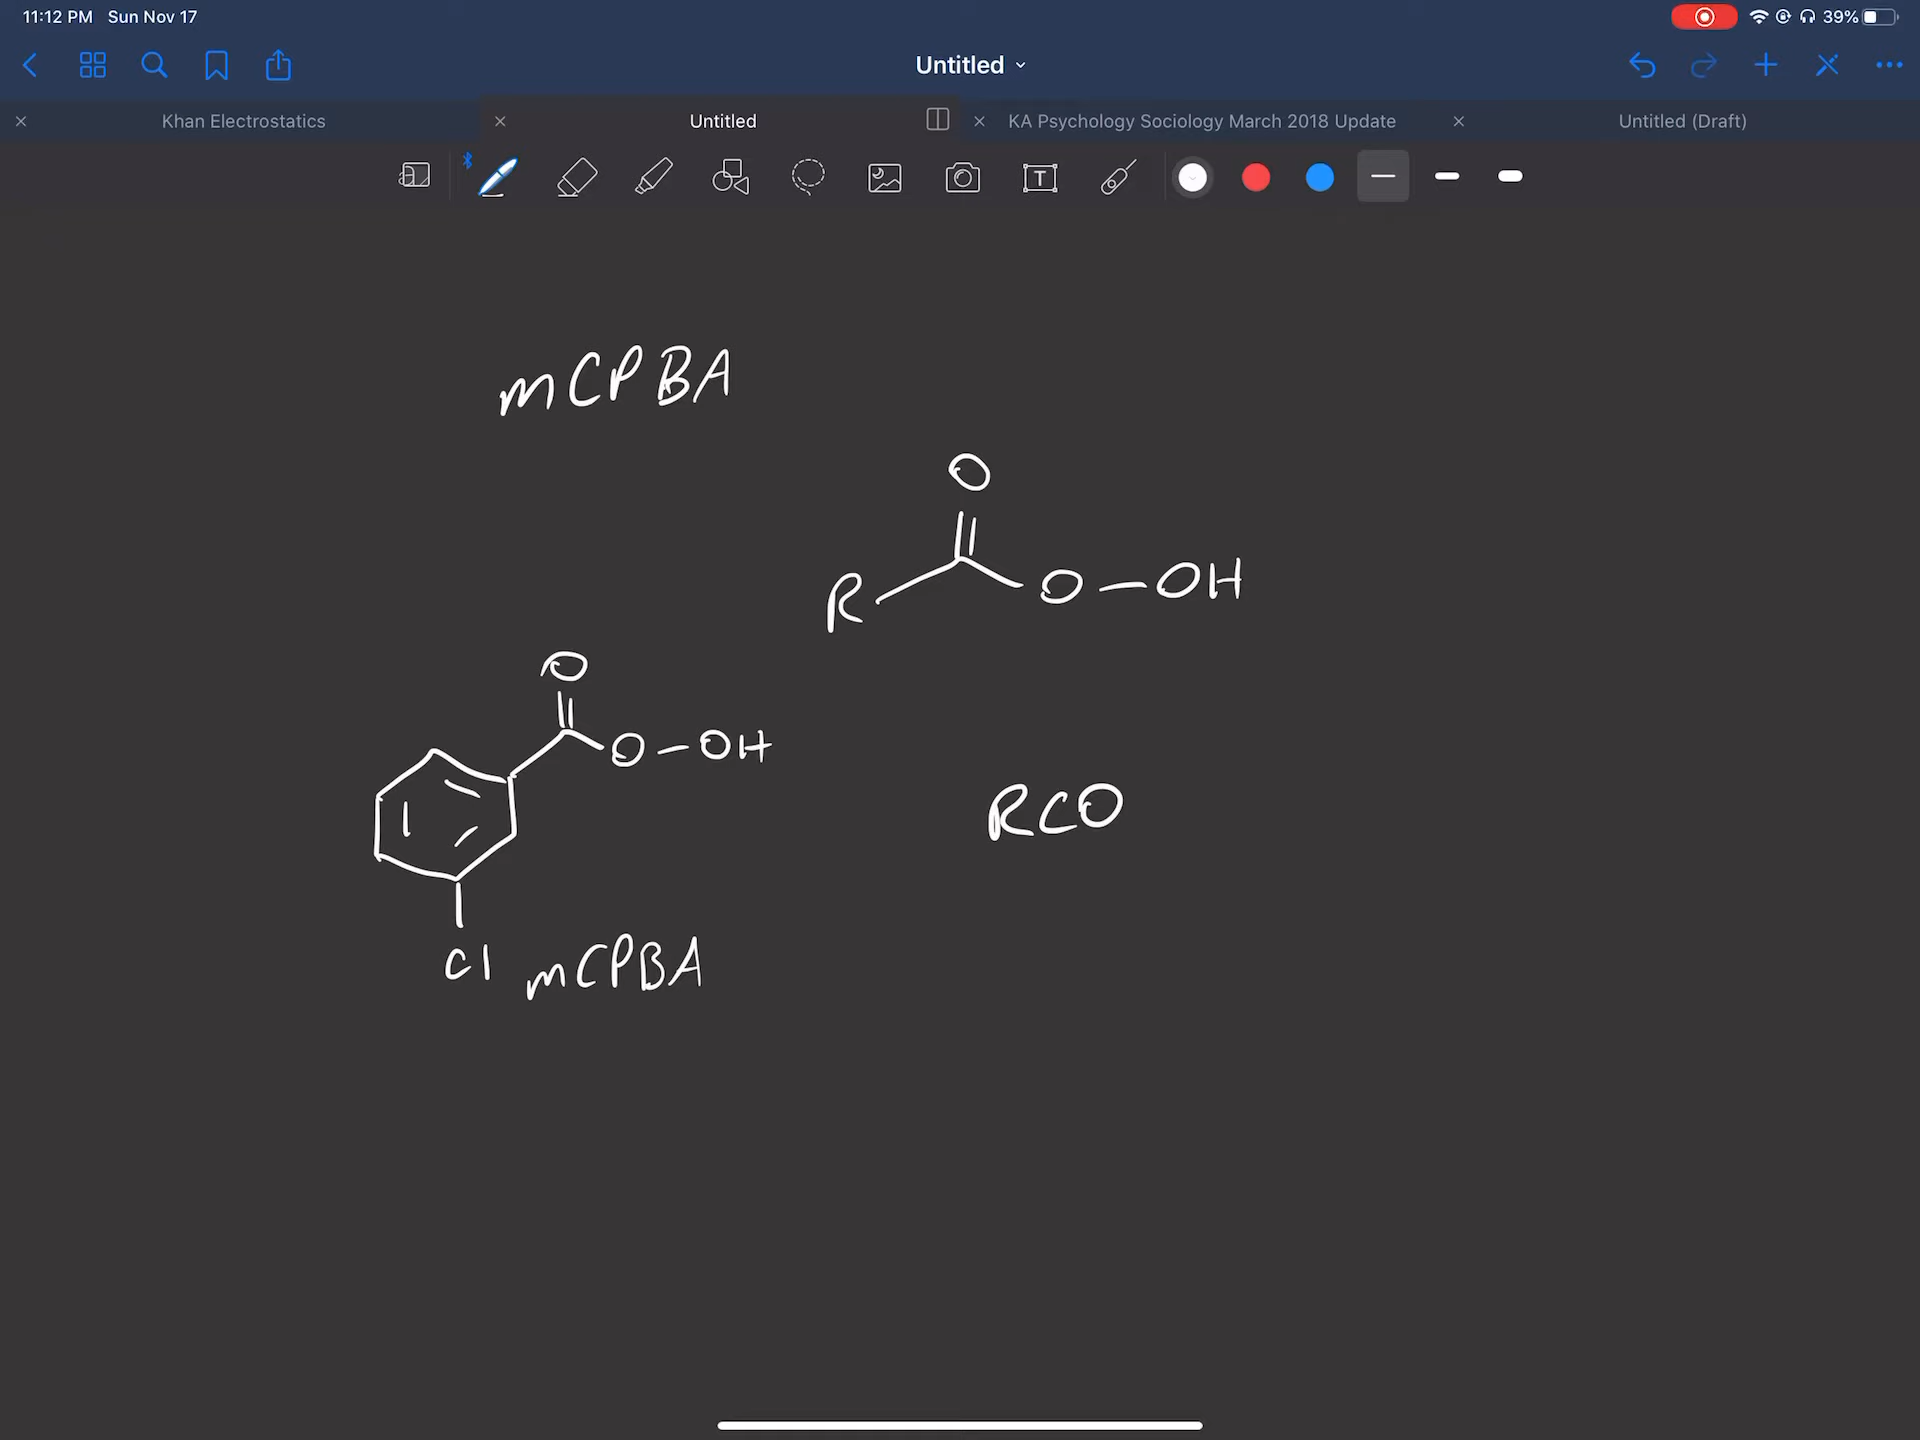 11:12 PM Sun Nov 17
39%
Untitled
Khan Electrostatics
Untitled
KA Psychology Sociology March 2018 Update
Untitled (Draft)
T
mCPBA
O
R O-OH
O
O-OH
RCO
Cl mCPBA